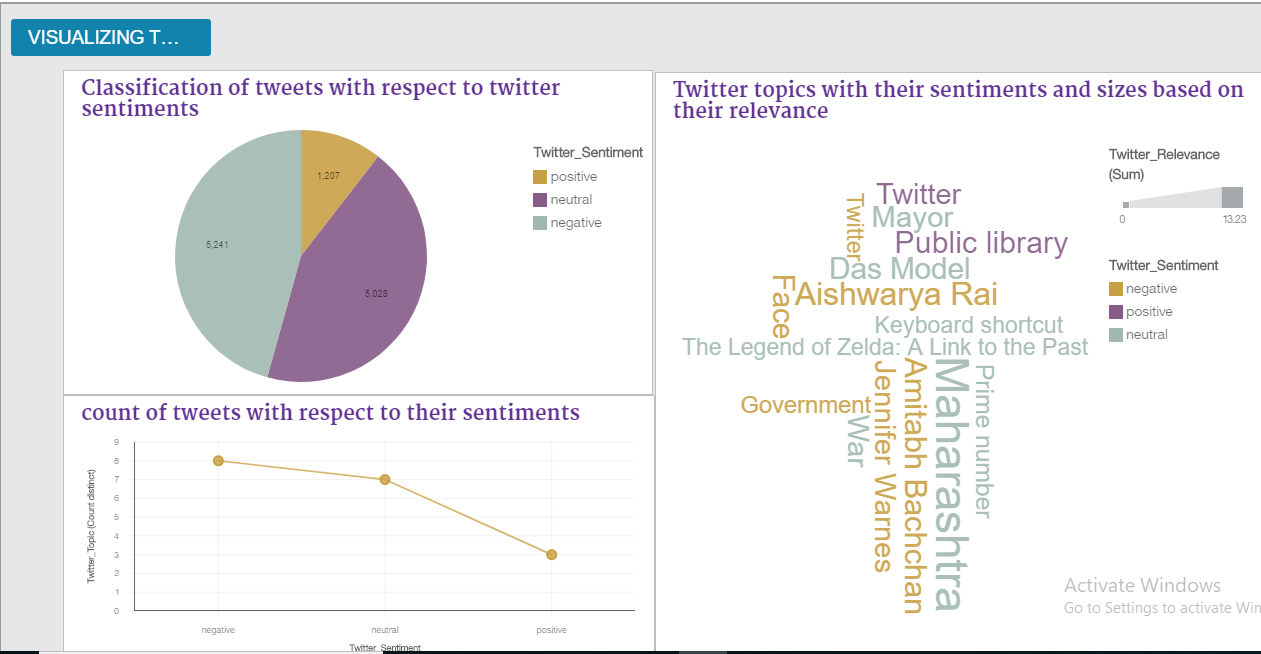 VISUALIZING T...
Classification of tweets with respect to twitter
sentiments
Twitter_Sentiment
positive
neutral
negative
1,207
5,241
5,028
count of tweets with respect to their sentiments
Twitter_Topic (Count distinct)
9
8
7
6
5
4
3
2
1
0
negative
neutral
positive
Twitter_Sentiment
Twitter topics with their sentiments and sizes based on
their relevance
Twitter_Relevance
(Sum)
0
13.23
Twitter_Sentiment
negative
positive
neutral
Twitter
Twitter
Mayor
Public library
Das Model
Face
Aishwarya Rai
Keyboard shortcut
The Legend of Zelda: A Link to the Past
Government
War
Jennifer Warnes
Amitabh Bachchan
Maharashtra
Prime number
Activate Windows
Go to Settings to activate Win